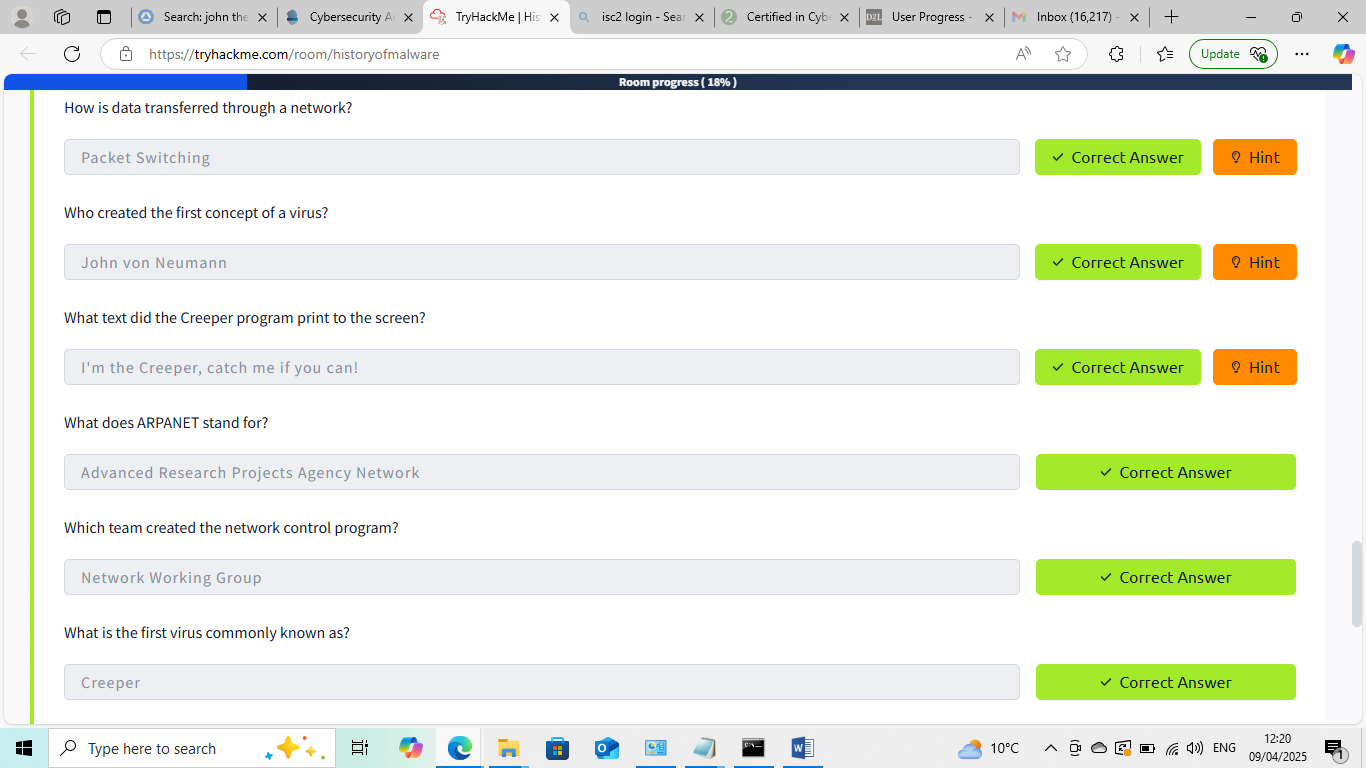 Search: john the
Cybersecurity A
TryHackMe | His
isc2 login - Sear
2 Certified in Cybe
D2L User Progress -
Inbox (16,217) -
https://tryhackme.com/room/historyofmalware
Update
Room progress ( 18% )
How is data transferred through a network?
Packet Switching
Correct Answer
Hint
Who created the first concept of a virus?
John von Neumann
Correct Answer
Hint
What text did the Creeper program print to the screen?
I'm the Creeper, catch me if you can!
Correct Answer
Hint
What does ARPANET stand for?
Advanced Research Projects Agency Network
Correct Answer
Which team created the network control program?
Network Working Group
Correct Answer
What is the first virus commonly known as?
Creeper
Correct Answer
Type here to search
10°C
ENG
12:20
09/04/2025
1